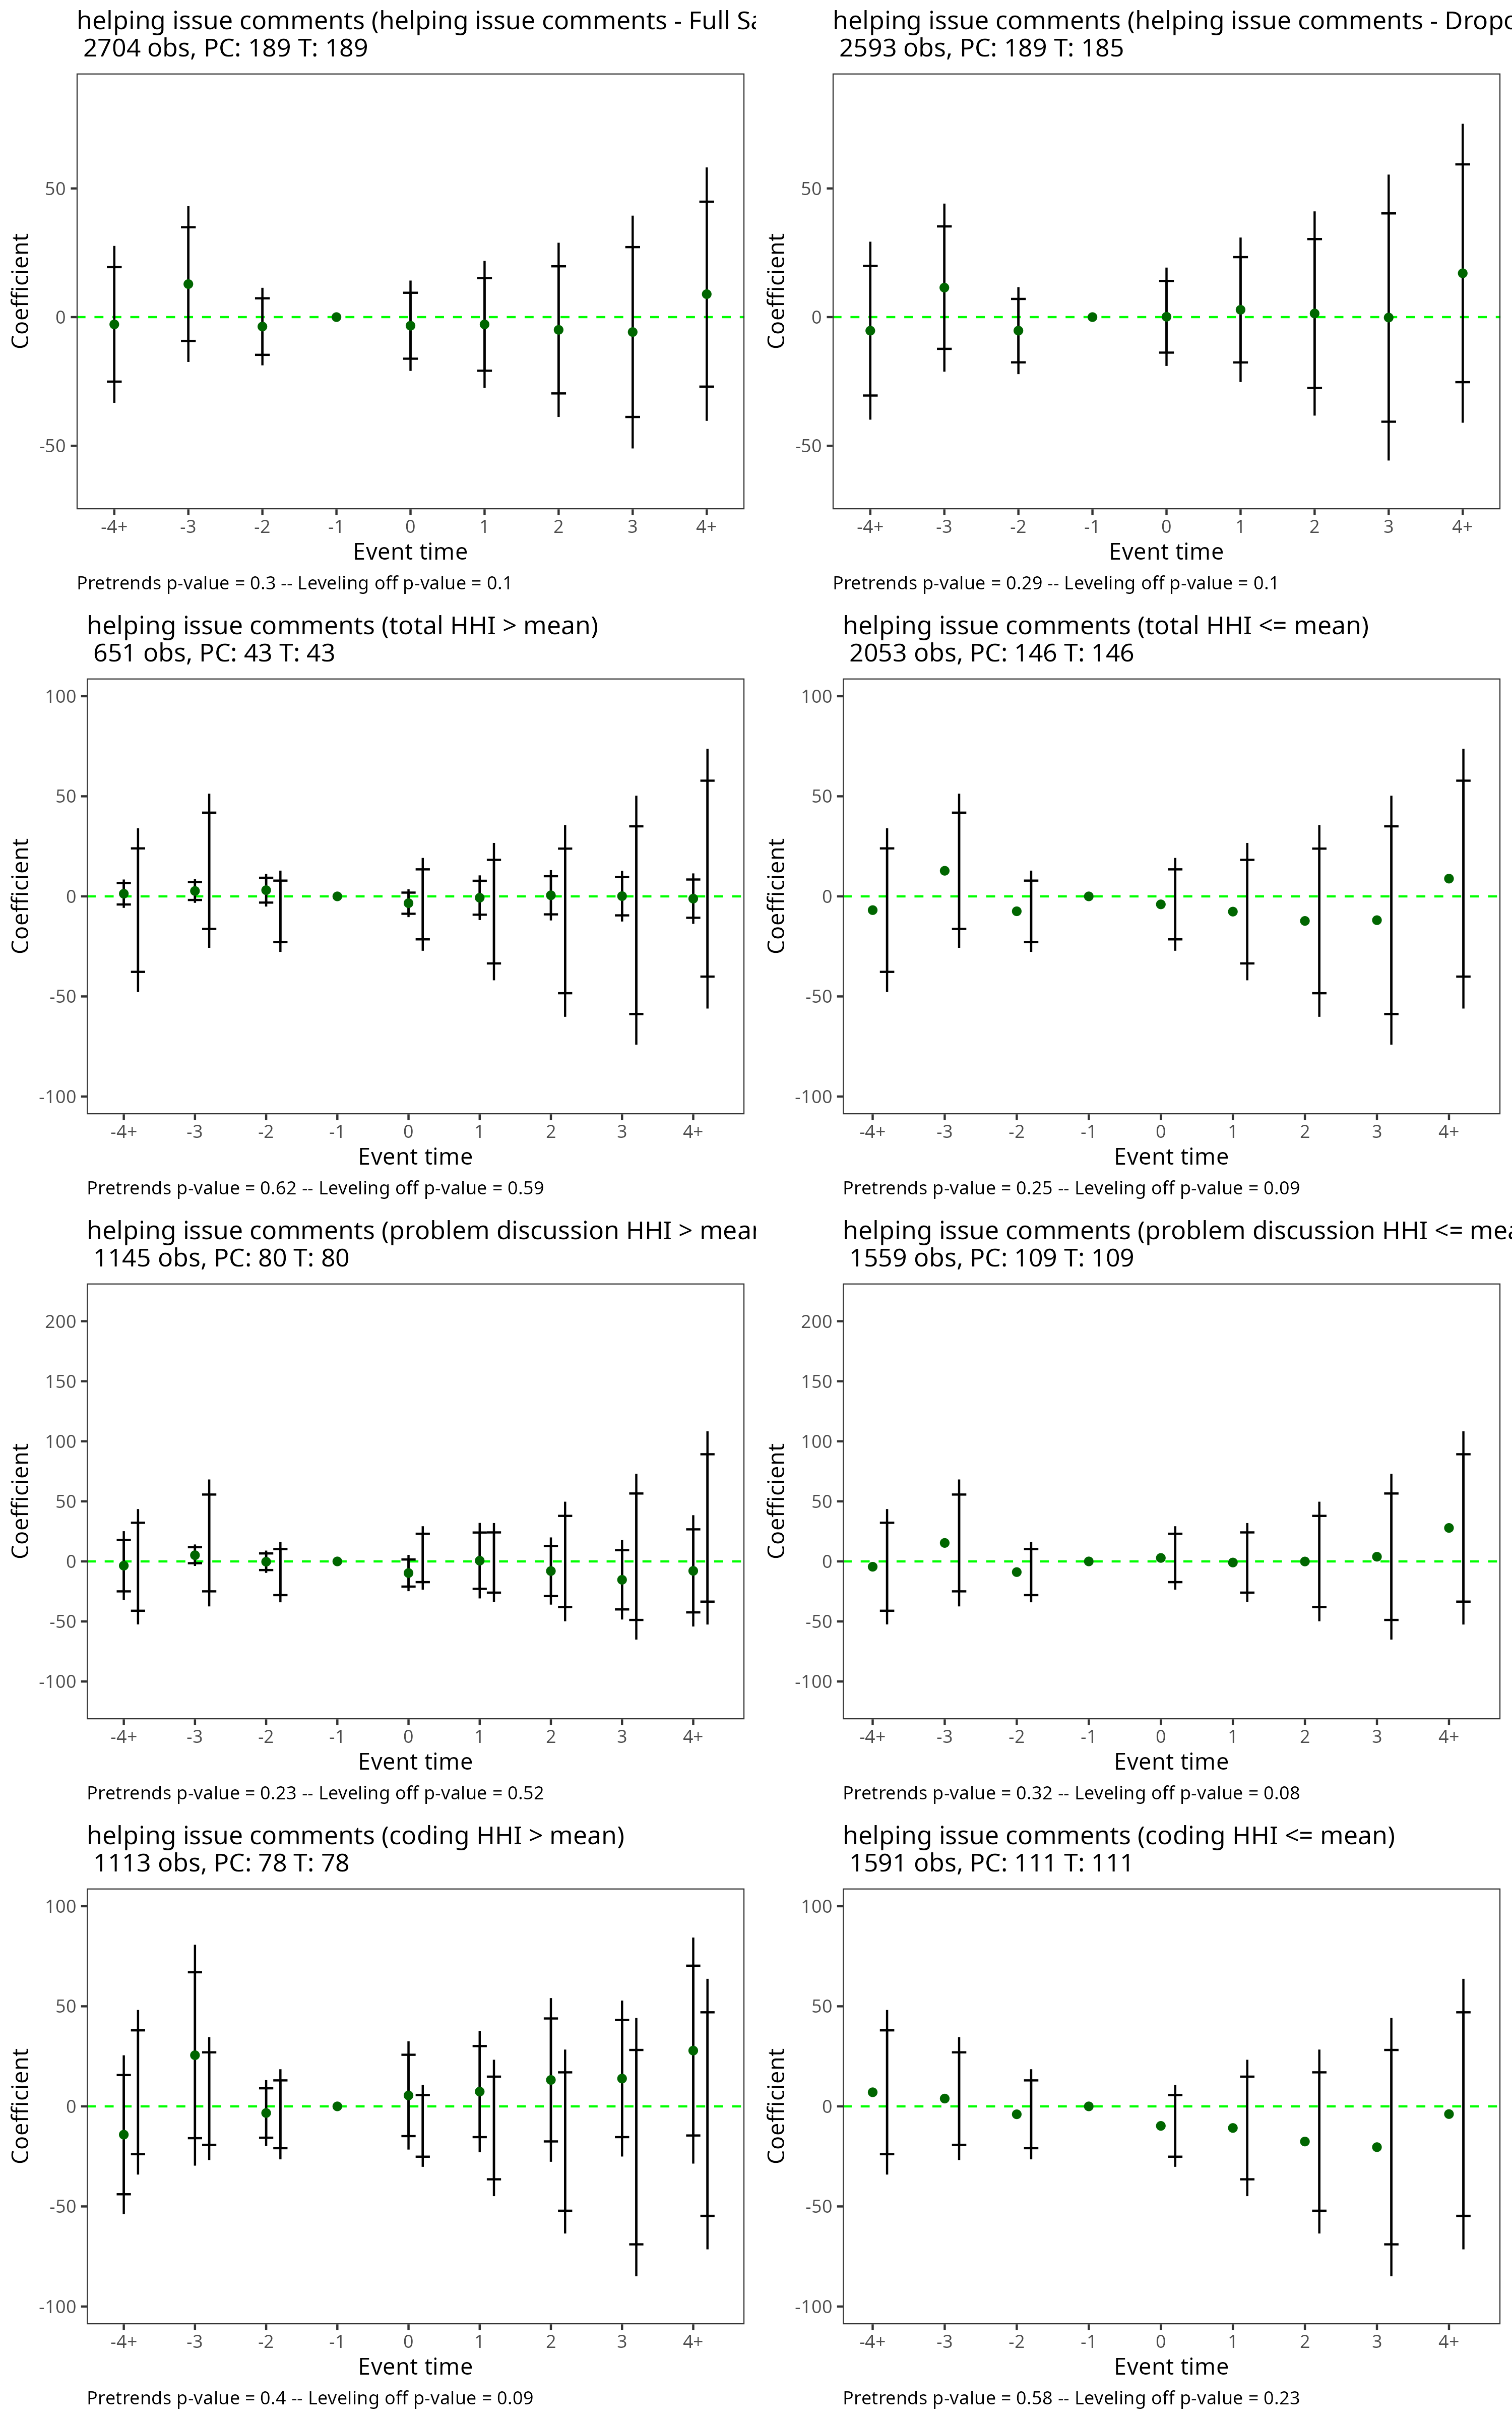 helping issue comments (helping issue comments - Full Sa
2704 obs, PC: 189 T: 189
50
0
-50
Coefficient
-4+ -3 -2 -1 0 1 2 3 4+
Event time
Pretrends p-value = 0.3 -- Leveling off p-value = 0.1
helping issue comments (helping issue comments - Dropo
2593 obs, PC: 189 T: 185
50
0
-50
Coefficient
-4+ -3 -2 -1 0 1 2 3 4+
Event time
Pretrends p-value = 0.29 -- Leveling off p-value = 0.1
helping issue comments (total HHI > mean)
651 obs, PC: 43 T: 43
100
50
0
-50
-100
Coefficient
-4+ -3 -2 -1 0 1 2 3 4+
Event time
Pretrends p-value = 0.62 -- Leveling off p-value = 0.59
helping issue comments (total HHI <= mean)
2053 obs, PC: 146 T: 146
100
50
0
-50
-100
Coefficient
-4+ -3 -2 -1 0 1 2 3 4+
Event time
Pretrends p-value = 0.25 -- Leveling off p-value = 0.09
helping issue comments (problem discussion HHI > mean
1145 obs, PC: 80 T: 80
200
150
100
50
0
-50
-100
Coefficient
-4+ -3 -2 -1 0 1 2 3 4+
Event time
Pretrends p-value = 0.23 -- Leveling off p-value = 0.52
helping issue comments (problem discussion HHI <= mea
1559 obs, PC: 109 T: 109
200
150
100
50
0
-50
-100
Coefficient
-4+ -3 -2 -1 0 1 2 3 4+
Event time
Pretrends p-value = 0.32 -- Leveling off p-value = 0.08
helping issue comments (coding HHI > mean)
1113 obs, PC: 78 T: 78
100
50
0
-50
-100
Coefficient
-4+ -3 -2 -1 0 1 2 3 4+
Event time
Pretrends p-value = 0.4 -- Leveling off p-value = 0.09
helping issue comments (coding HHI <= mean)
1591 obs, PC: 111 T: 111
100
50
0
-50
-100
Coefficient
-4+ -3 -2 -1 0 1 2 3 4+
Event time
Pretrends p-value = 0.58 -- Leveling off p-value = 0.23